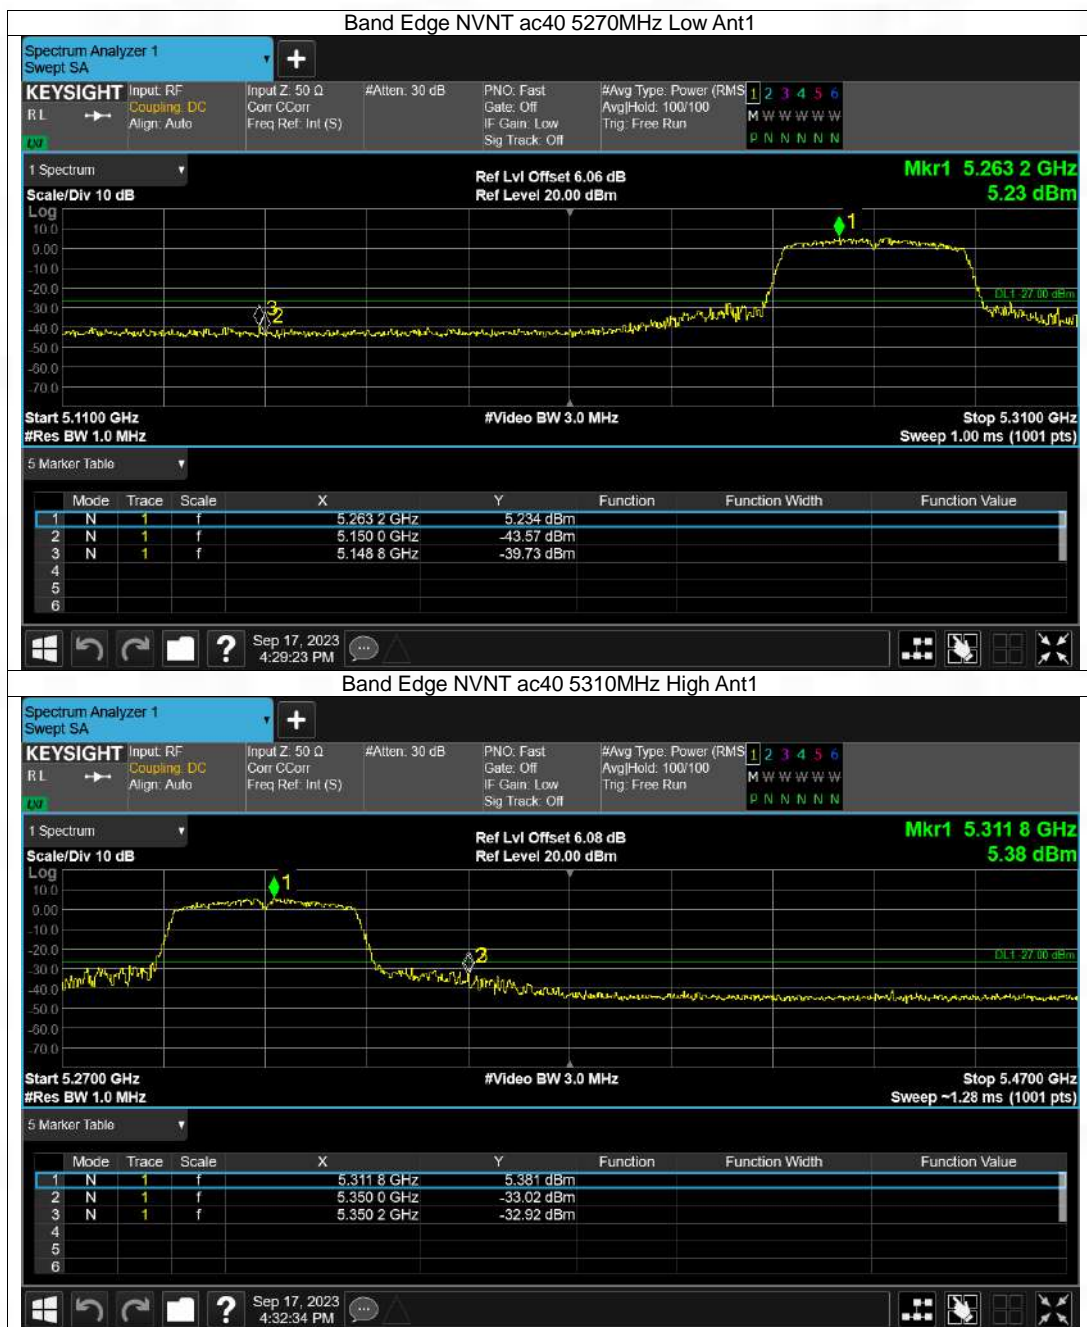 Band Edge NVNT ac40 5270MHz Low Ant1
Spectrum Analyzer 1
Swept SA
+
KEYSIGHT Input: RF Input Z: 50 Ω #Atten: 30 dB PNO: Fast #Avg Type: Power (RMS 1 2 3 4 5 6
RL Coupling: DC Corr CCorr Gate: Off Avg|Hold: 100/100 M W W W W W
Align: Auto Freq Ref: Int (S) IF Gain: Low Trig: Free Run
LXI Sig Track: Off P N N N N N
1 Spectrum Ref Lvl Offset 6.06 dB Mkr1 5.263 2 GHz
Scale/Div 10 dB Ref Level 20.00 dBm 5.23 dBm
Log
10.0
0.00
-10.0
-20.0
-30.0
-40.0
-50.0
-60.0
-70.0
1
3
2
DL1 -27.00 dBm
Start 5.1100 GHz #Video BW 3.0 MHz Stop 5.3100 GHz
#Res BW 1.0 MHz Sweep 1.00 ms (1001 pts)
5 Marker Table
Mode Trace Scale X Y Function Function Width Function Value
1 N 1 f 5.263 2 GHz 5.234 dBm
2 N 1 f 5.150 0 GHz -43.57 dBm
3 N 1 f 5.148 8 GHz -39.73 dBm
4
5
6
? Sep 17, 2023
4:29:23 PM
Band Edge NVNT ac40 5310MHz High Ant1
Spectrum Analyzer 1
Swept SA
+
KEYSIGHT Input: RF Input Z: 50 Ω #Atten: 30 dB PNO: Fast #Avg Type: Power (RMS 1 2 3 4 5 6
RL Coupling: DC Corr CCorr Gate: Off Avg|Hold: 100/100 M W W W W W
Align: Auto Freq Ref: Int (S) IF Gain: Low Trig: Free Run
LXI Sig Track: Off P N N N N N
1 Spectrum Ref Lvl Offset 6.08 dB Mkr1 5.311 8 GHz
Scale/Div 10 dB Ref Level 20.00 dBm 5.38 dBm
Log
10.0
0.00
-10.0
-20.0
-30.0
-40.0
-50.0
-60.0
-70.0
1
DL1 -27.00 dBm
Start 5.2700 GHz #Video BW 3.0 MHz Stop 5.4700 GHz
#Res BW 1.0 MHz Sweep ~1.28 ms (1001 pts)
5 Marker Table
Mode Trace Scale X Y Function Function Width Function Value
1 N 1 f 5.311 8 GHz 5.381 dBm
2 N 1 f 5.350 0 GHz -33.02 dBm
3 N 1 f 5.350 2 GHz -32.92 dBm
4
5
6
? Sep 17, 2023
4:32:34 PM